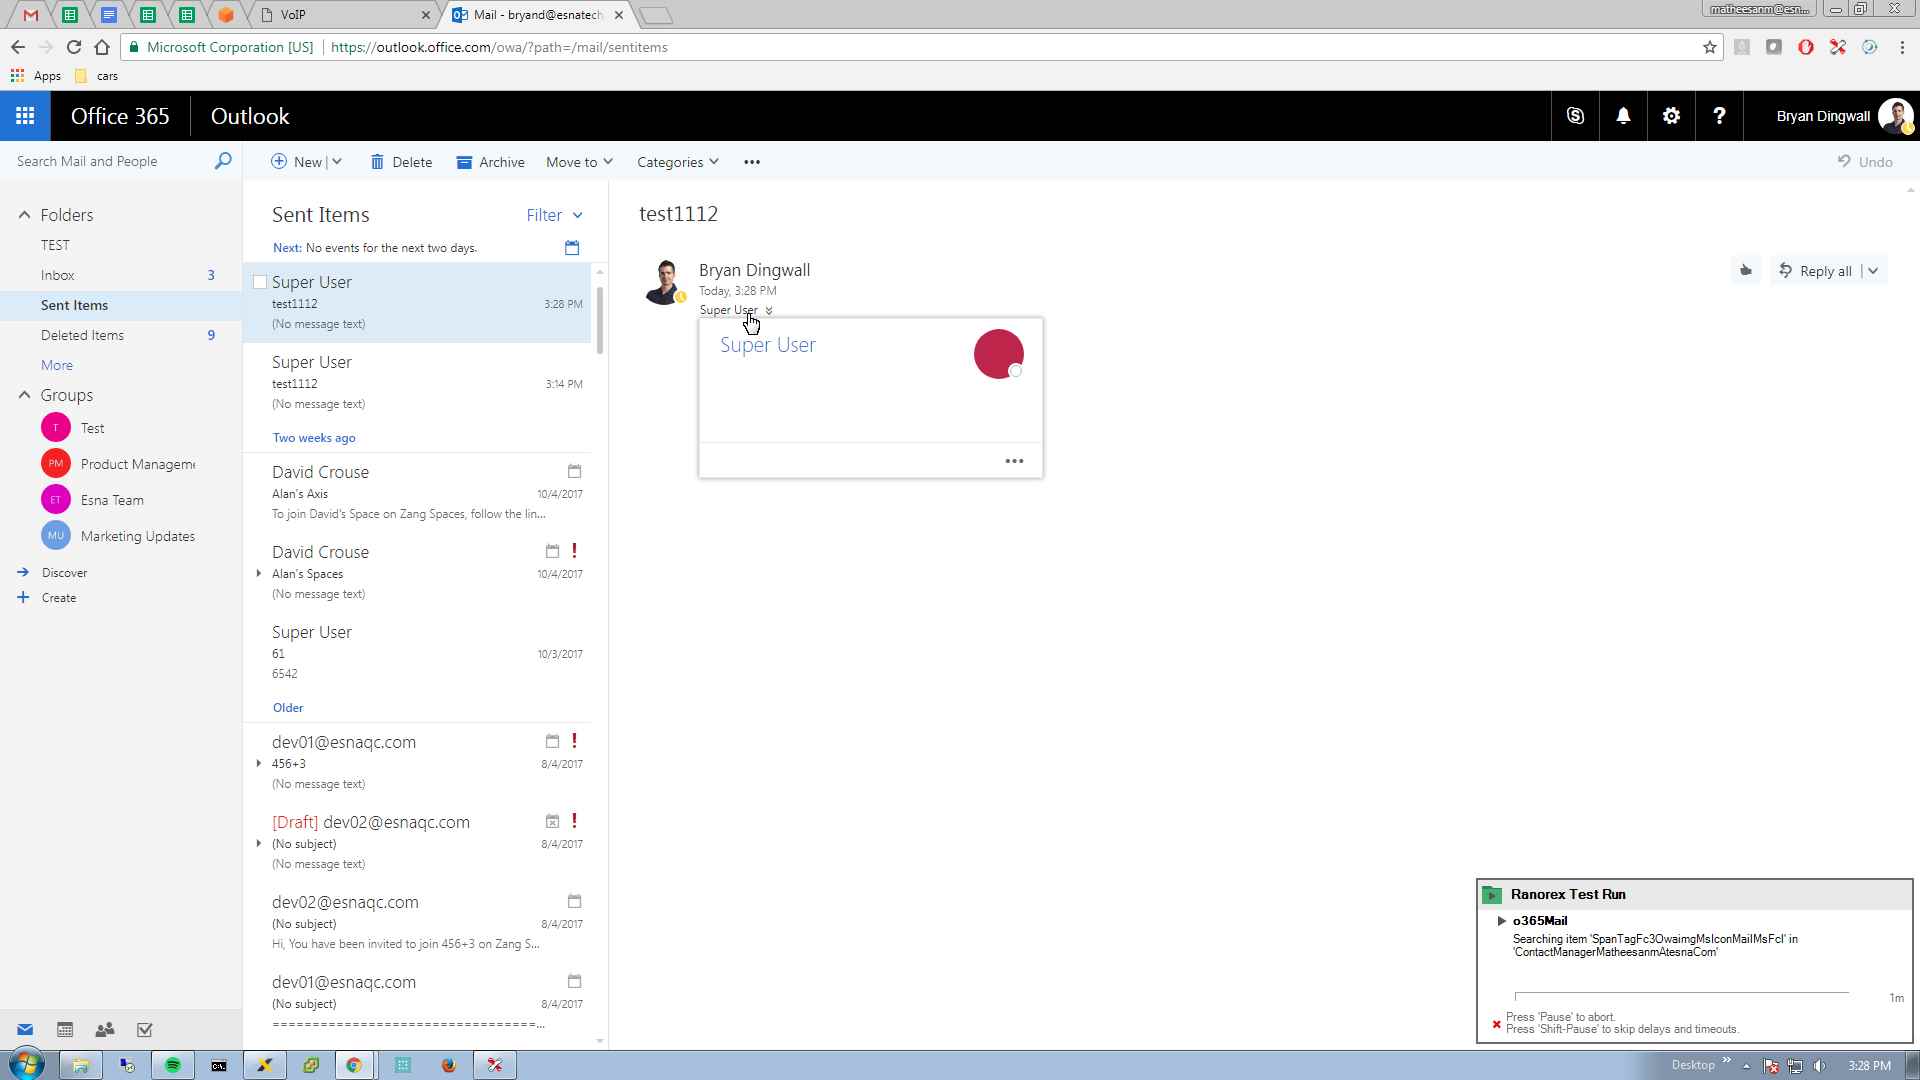 VoIP
Mail - bryand@esnatech
matheesanm@esn...
Microsoft Corporation [US]
https://outlook.office.com/owa/?path=/mail/sentitems
Apps
cars
Office 365
Outlook
Bryan Dingwall
Search Mail and People
New
Delete
Archive
Move to
Categories
Undo
Folders
TEST
Inbox 3
Sent Items
Deleted Items 9
More
Groups
T Test
PM Product Manageme
ET Esna Team
MU Marketing Updates
Discover
Create
Sent Items
Filter
Next: No events for the next two days.
Super User
test1112 3:28 PM
(No message text)
Super User
test1112 3:14 PM
(No message text)
Two weeks ago
David Crouse
Alan's Axis 10/4/2017
To join David's Space on Zang Spaces, follow the lin...
David Crouse
Alan's Spaces 10/4/2017
(No message text)
Super User
61 10/3/2017
6542
Older
dev01@esnaqc.com
456+3 8/4/2017
(No message text)
[Draft] dev02@esnaqc.com
(No subject) 8/4/2017
(No message text)
dev02@esnaqc.com
(No subject) 8/4/2017
Hi, You have been invited to join 456+3 on Zang S...
dev01@esnaqc.com
(No subject) 8/4/2017
=================================...
test1112
Bryan Dingwall
Today, 3:28 PM
Super User
Reply all
Super User
Ranorex Test Run
o365Mail
Searching item 'SpanTagFc3OwaimgMsIconMailMsFcl' in
'ContactManagerMatheesanmAtesnaCom'
1m
Press 'Pause' to abort.
Press 'Shift-Pause' to skip delays and timeouts.
Desktop
3:28 PM